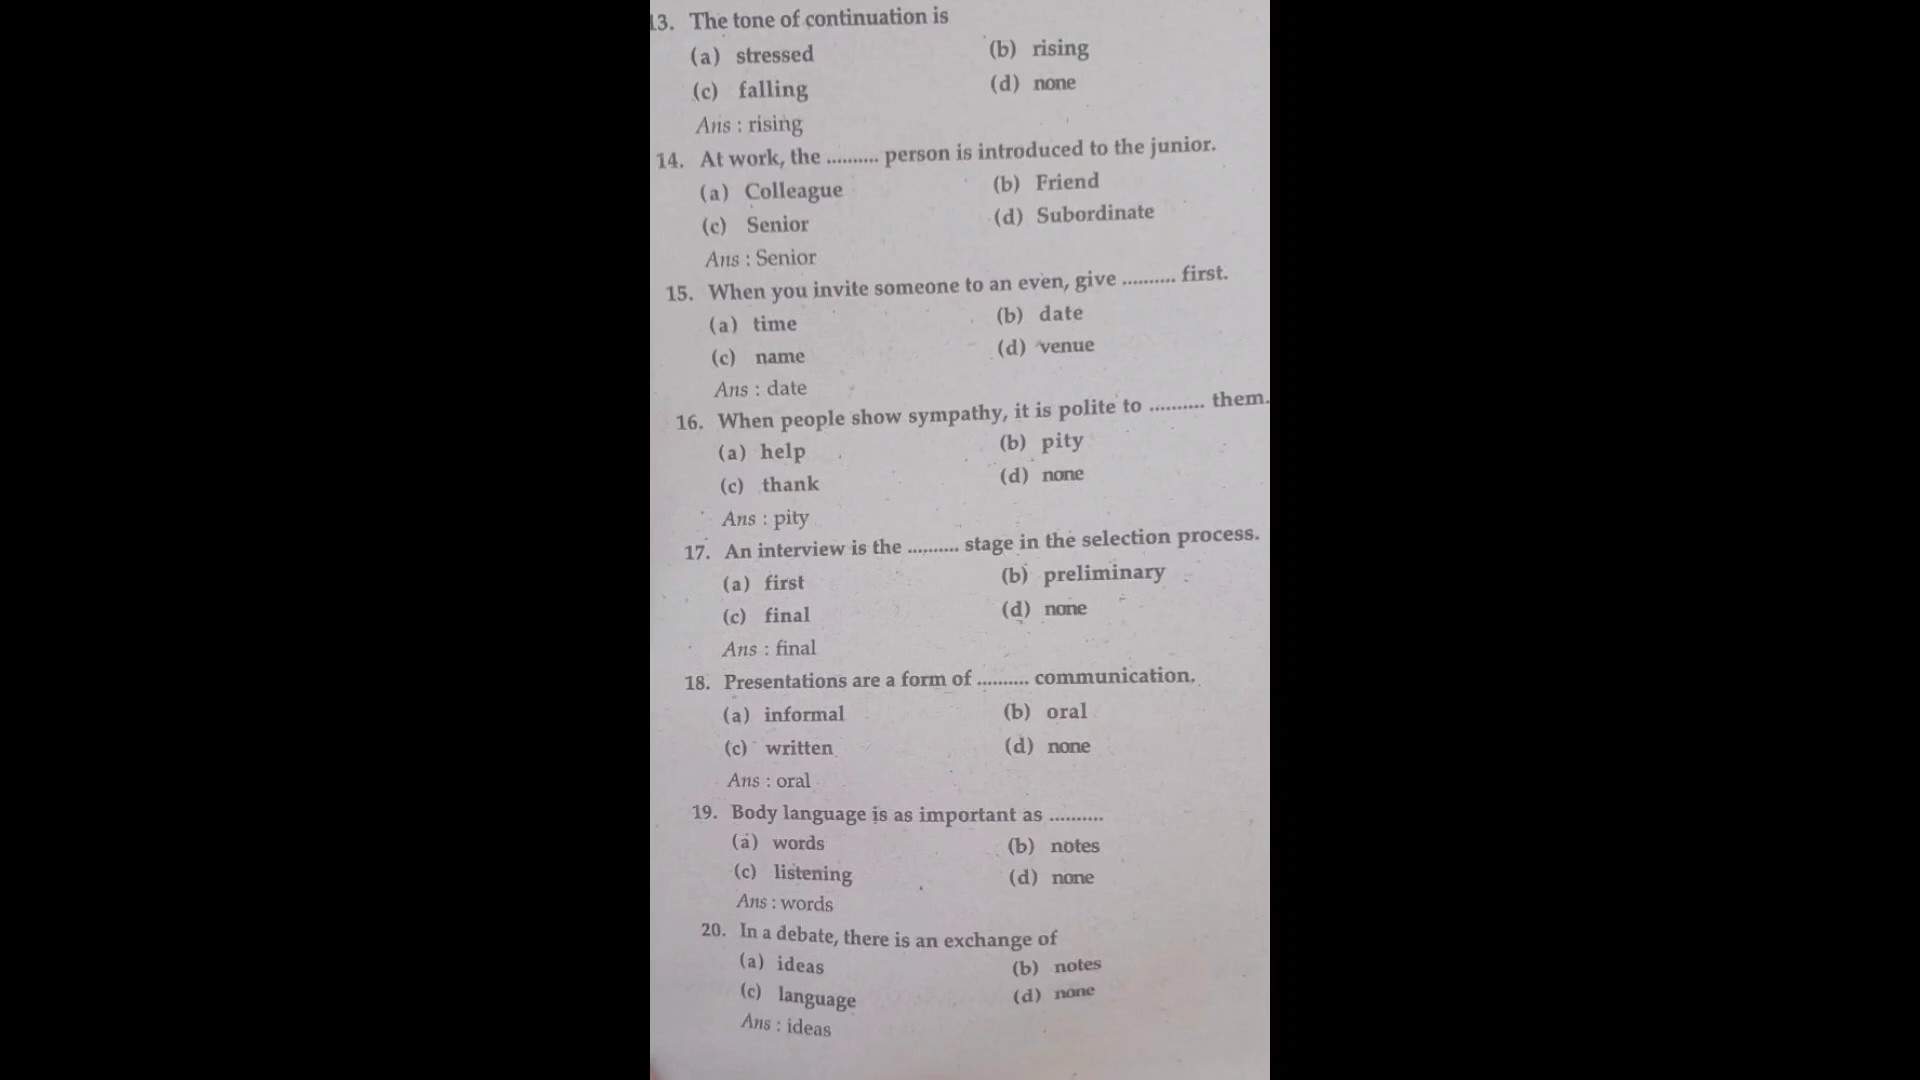 13. The tone of continuation is
(a) stressed (b) rising
(c) falling (d) none
Ans : rising
14. At work, the .......... person is introduced to the junior.
(a) Colleague (b) Friend
(c) Senior (d) Subordinate
Ans : Senior
15. When you invite someone to an even, give .......... first.
(a) time (b) date
(c) name (d) venue
Ans : date
16. When people show sympathy, it is polite to .......... them.
(a) help (b) pity
(c) thank (d) none
Ans : pity
17. An interview is the .......... stage in the selection process.
(a) first (b) preliminary
(c) final (d) none
Ans : final
18. Presentations are a form of .......... communication.
(a) informal (b) oral
(c) written (d) none
Ans : oral
19. Body language is as important as ..........
(a) words (b) notes
(c) listening (d) none
Ans : words
20. In a debate, there is an exchange of
(a) ideas (b) notes
(c) language (d) none
Ans : ideas